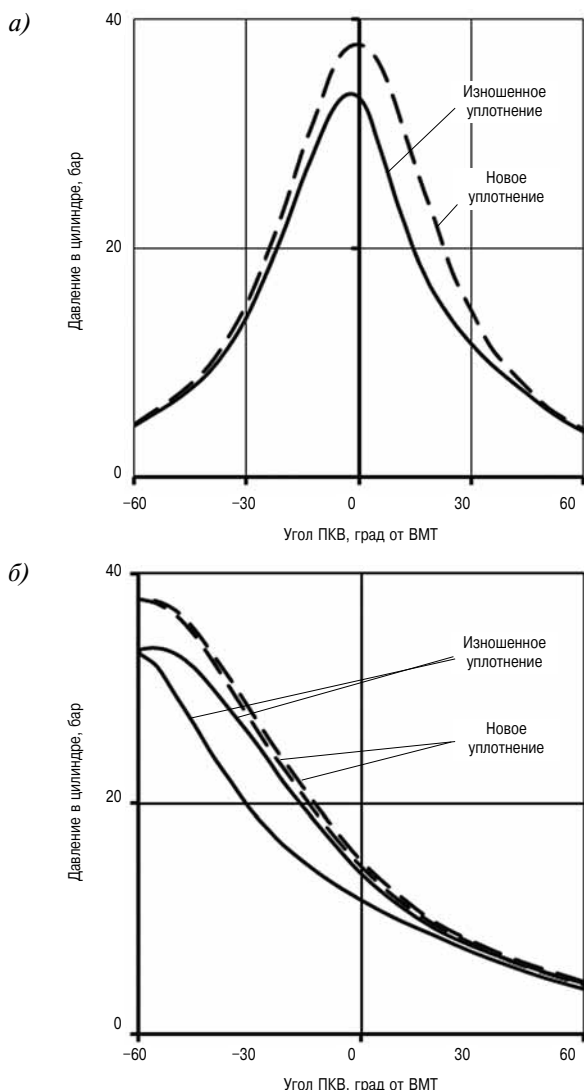 а)
40
Изношенное
уплотнение
Новое
уплотнение
Давление в цилиндре, бар
20
0
−60
−30
0
30
60
Угол ПКВ, град от ВМТ
б)
40
Изношенное
уплотнение
Новое
уплотнение
Давление в цилиндре, бар
20
0
−60
−30
0
30
60
Угол ПКВ, град от ВМТ